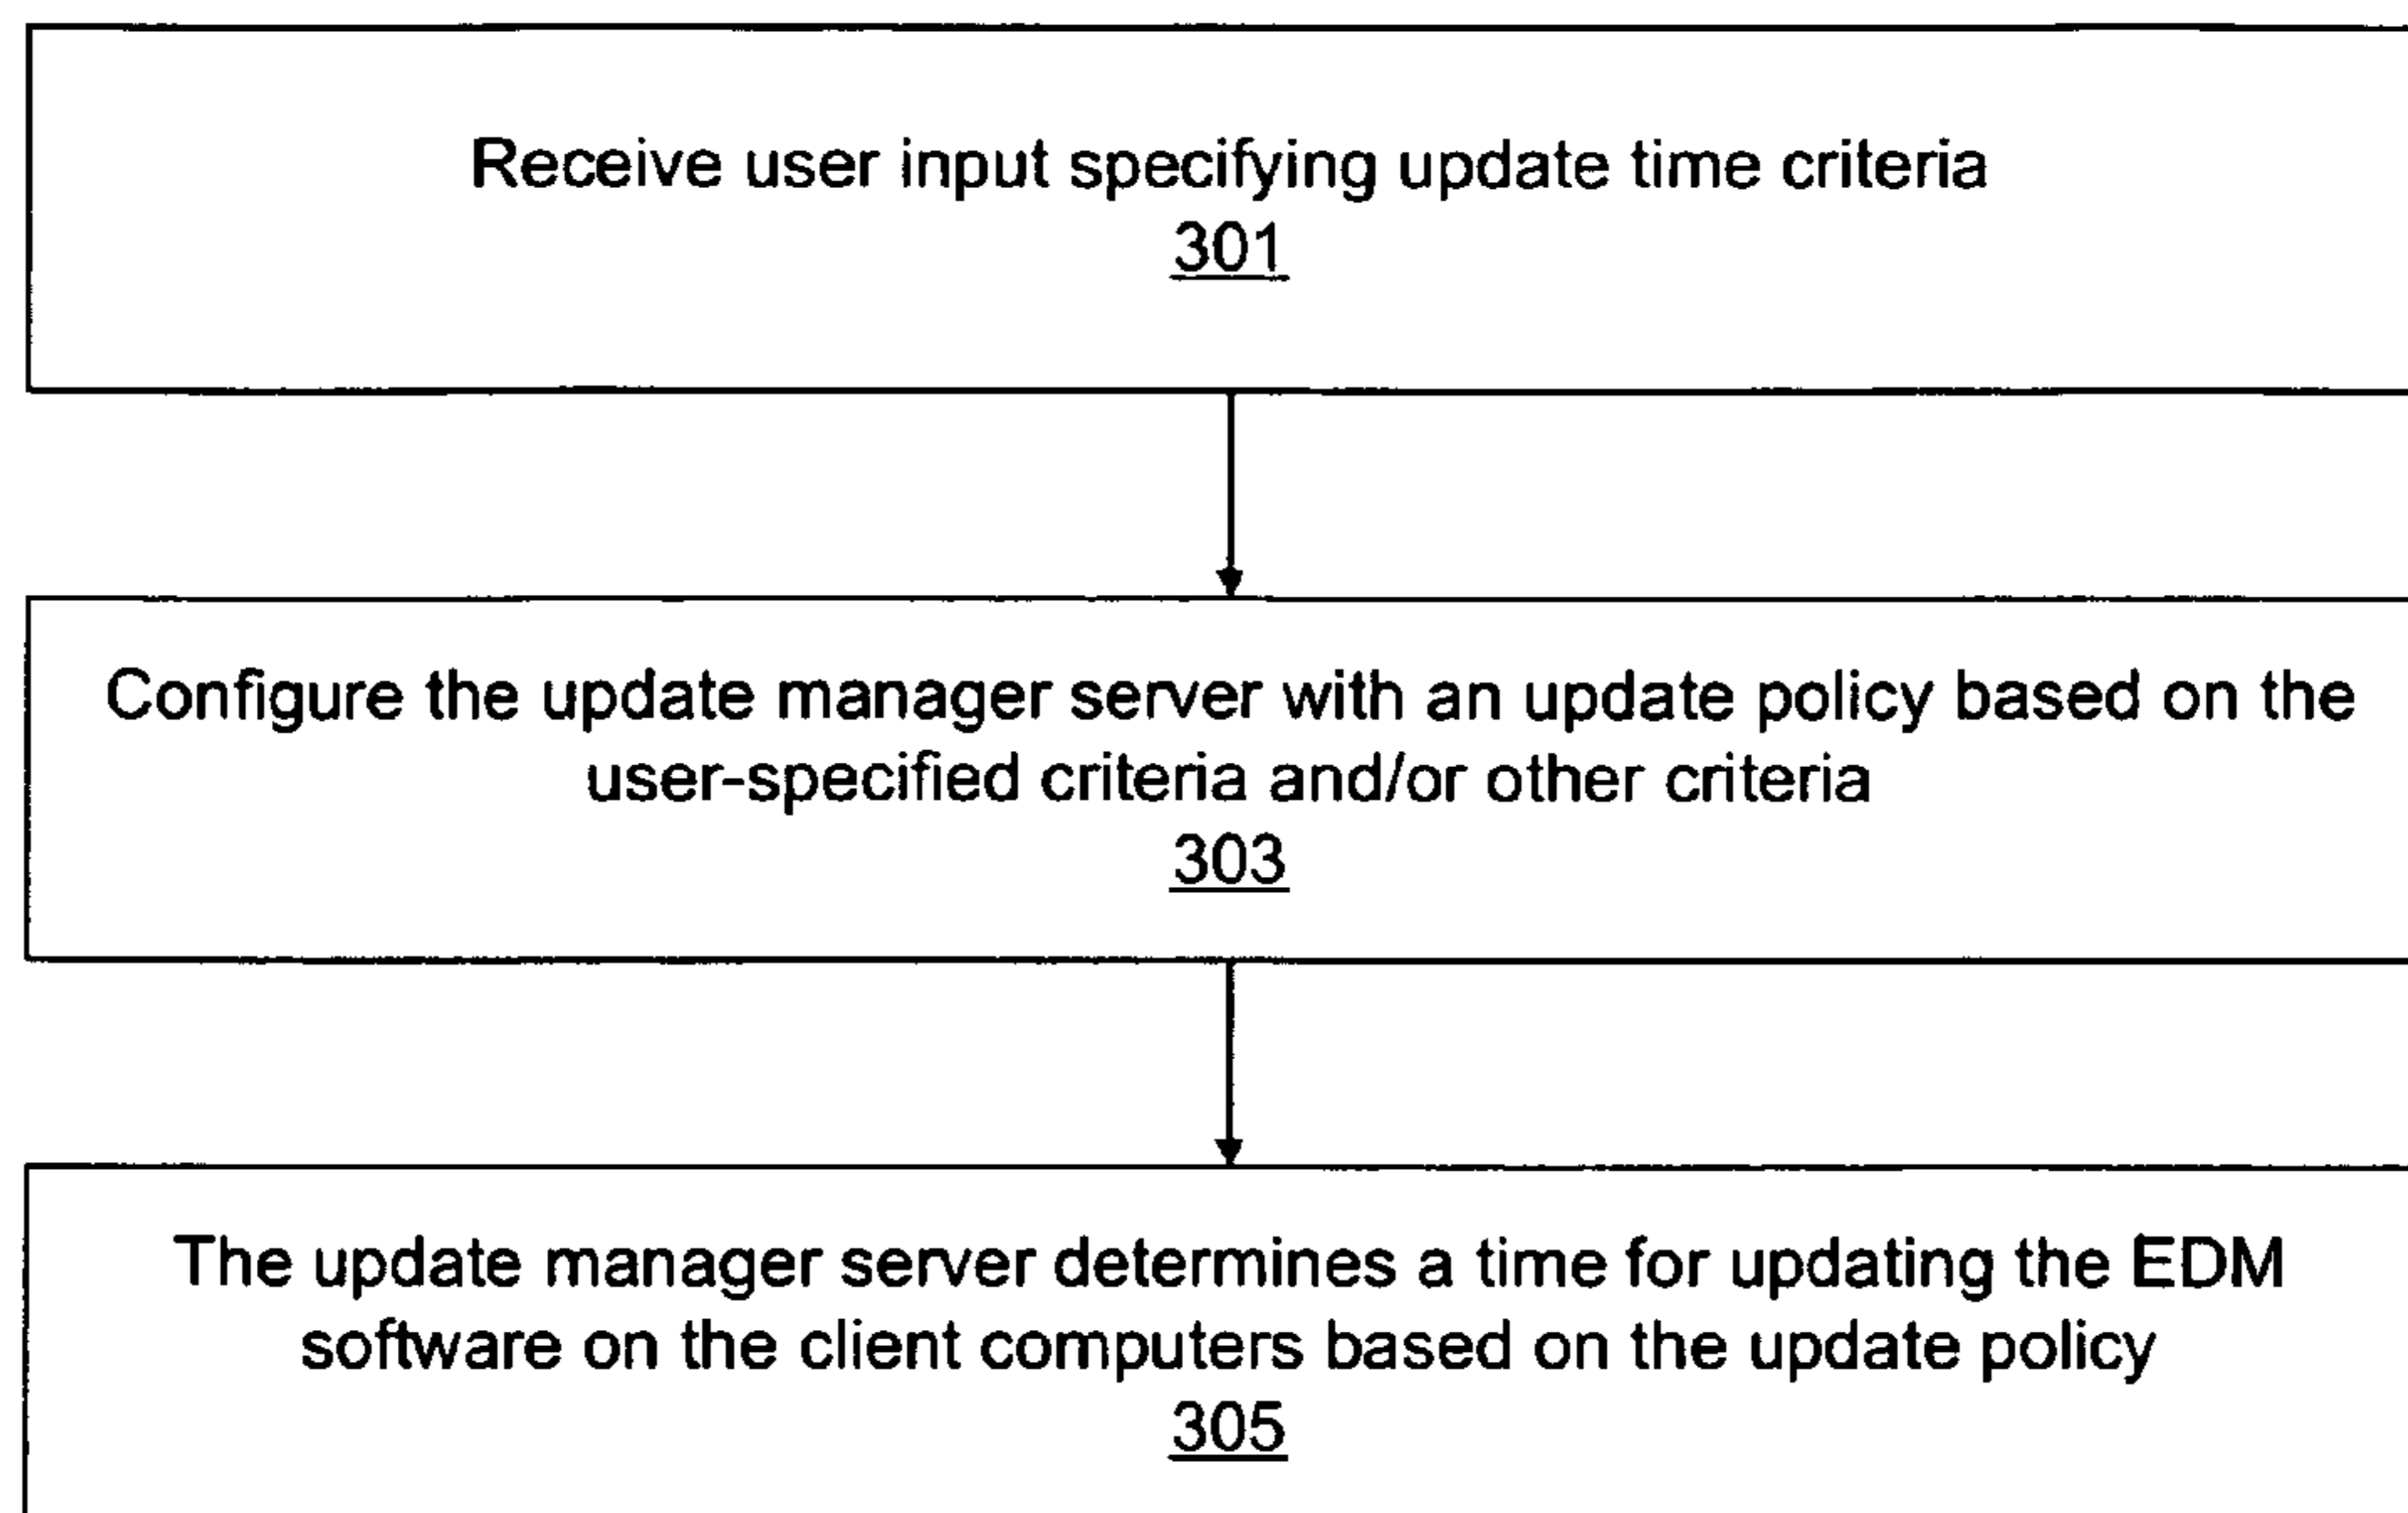 Receive user input specifying update time criteria
301
Configure the update manager server with an update policy based on the
user-specified criteria and/or other criteria
303
The update manager server determines a time for updating the EDM
software on the client computers based on the update policy
305